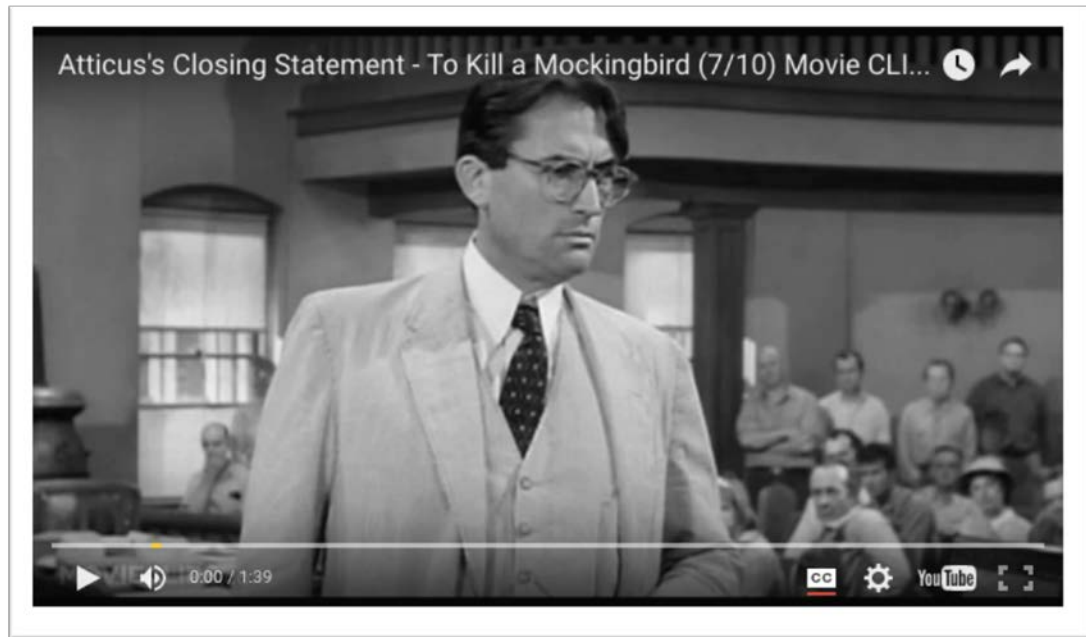 Atticus's Closing Statement - To Kill a Mockingbird (7/10) Movie CLI...
0:00 / 1:39
CC
YouTube